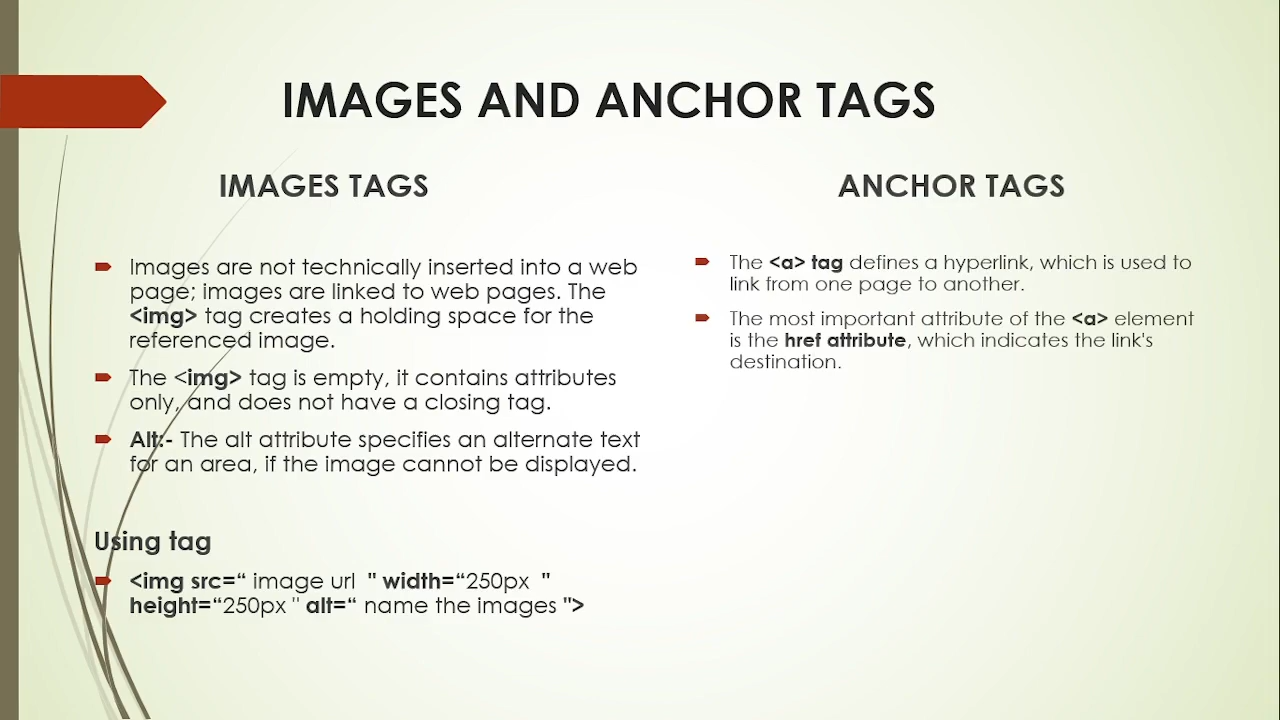 IMAGES AND ANCHOR TAGS
IMAGES TAGS
Images are not technically inserted into a web
page; images are linked to web pages. The
<img> tag creates a holding space for the
referenced image.
The <img> tag is empty, it contains attributes
only, and does not have a closing tag.
Alt:- The alt attribute specifies an alternate text
for an area, if the image cannot be displayed.
Using tag
<img src=“ image url  " width=“250px  "
height=“250px " alt=“ name the images ">
ANCHOR TAGS
The <a> tag defines a hyperlink, which is used to
link from one page to another.
The most important attribute of the <a> element
is the href attribute, which indicates the link's
destination.